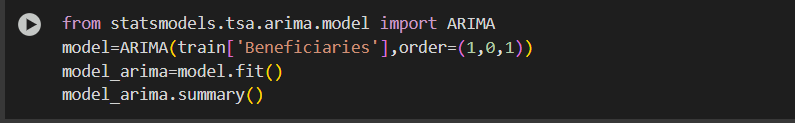 from statsmodels.tsa.arima.model import ARIMA
model=ARIMA(train['Beneficiaries'],order=(1,0,1))
model_arima=model.fit()
model_arima.summary()